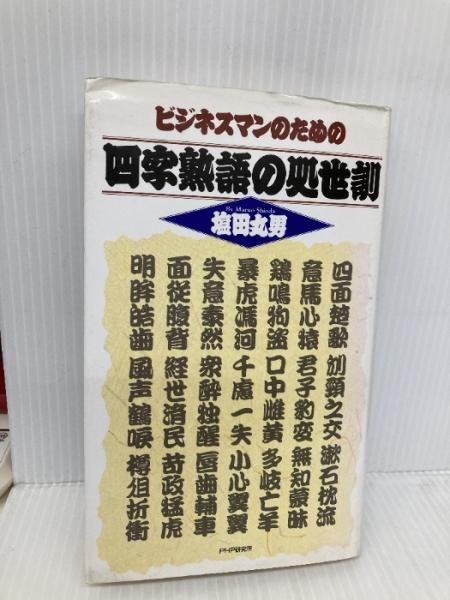 ビジネスマンのための
四字熟語の処世訓
By Maruo Shioda
塩田丸男
四面楚歌 刎頸之交 漱石枕流
意馬心猿 君子豹変 無知蒙昧
鶏鳴狗盗 口中雌黄 多岐亡羊
暴虎馮河 千慮一失 小心翼翼
失意泰然 衆酔独醒 唇歯輔車
面従腹背 経世済民 苛政猛虎
明眸皓歯 風声鶴唳 樽俎折衝
PHP研究所